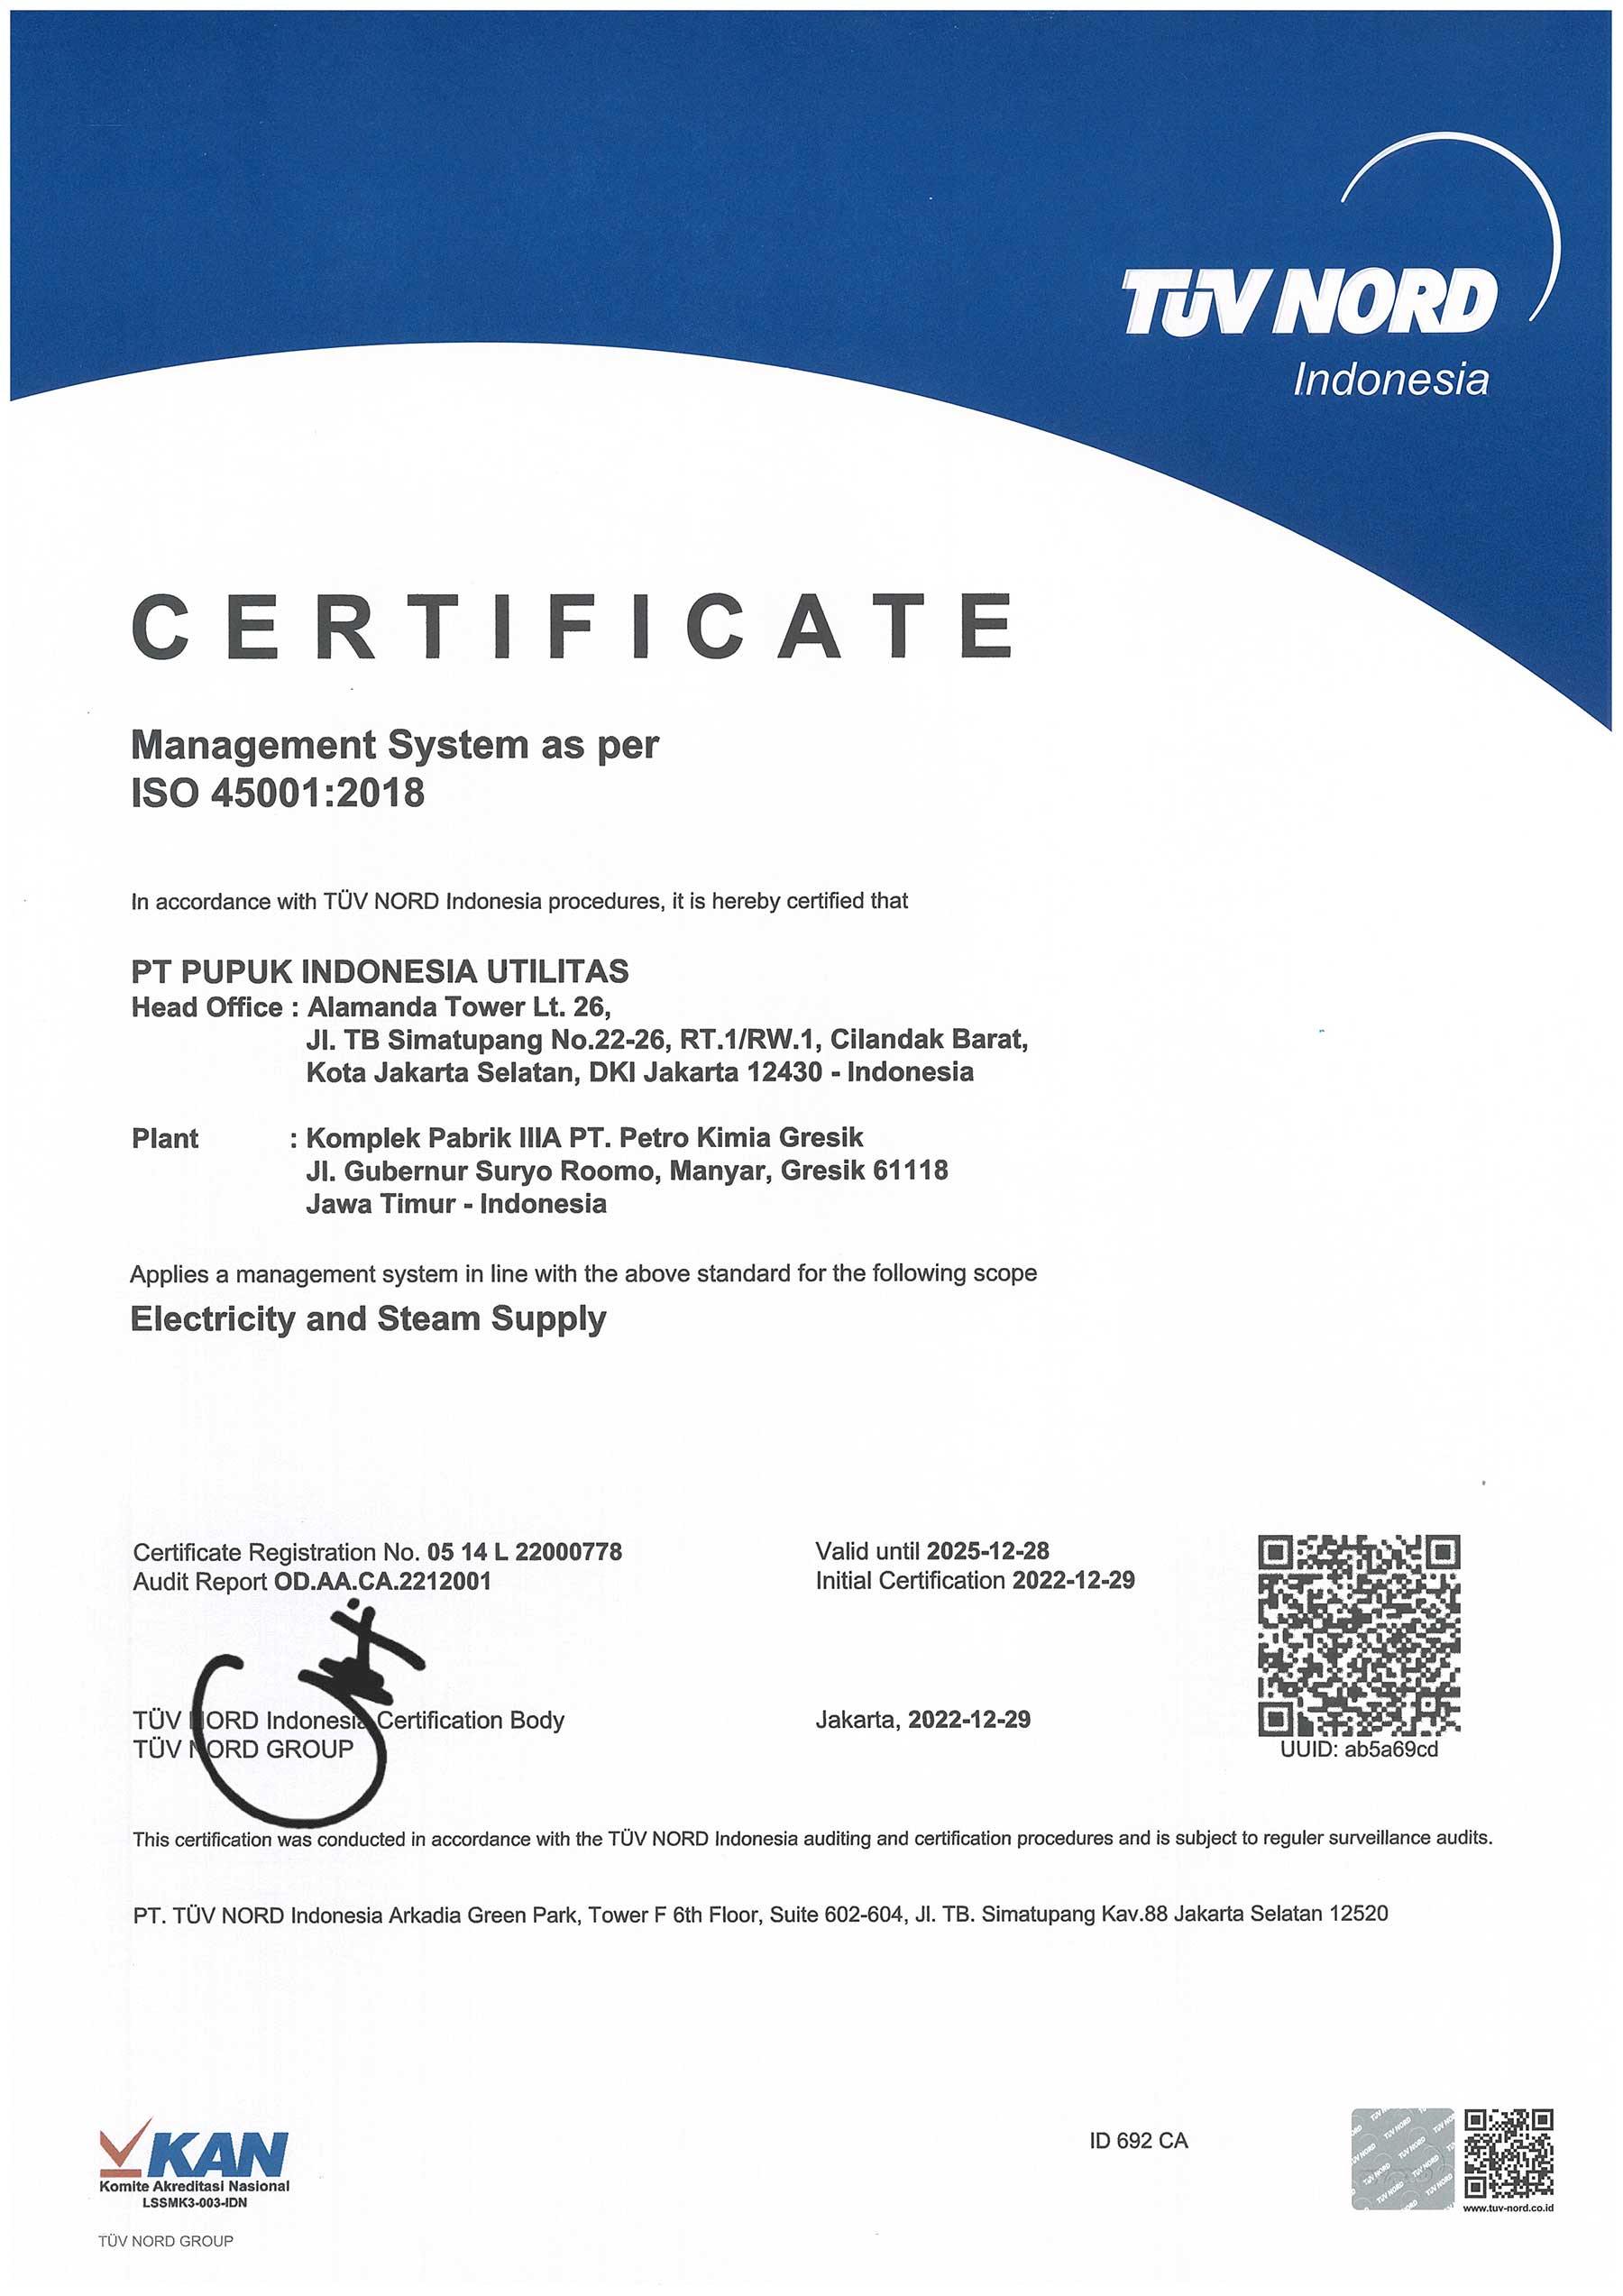 TÜV NORD
Indonesia
CERTIFICATE
Management System as per
ISO 45001:2018
In accordance with TÜV NORD Indonesia procedures, it is hereby certified that
PT PUPUK INDONESIA UTILITAS
Head Office : Alamanda Tower Lt. 26,
Jl. TB Simatupang No.22-26, RT.1/RW.1, Cilandak Barat,
Kota Jakarta Selatan, DKI Jakarta 12430 - Indonesia
Plant : Komplek Pabrik IIIA PT. Petro Kimia Gresik
Jl. Gubernur Suryo Roomo, Manyar, Gresik 61118
Jawa Timur - Indonesia
Applies a management system in line with the above standard for the following scope
Electricity and Steam Supply
Certificate Registration No. 05 14 L 22000778
Audit Report OD.AA.CA.2212001
Valid until 2025-12-28
Initial Certification 2022-12-29
TÜV NORD Indonesia Certification Body
TÜV NORD GROUP
Jakarta, 2022-12-29
UUID: ab5a69cd
This certification was conducted in accordance with the TÜV NORD Indonesia auditing and certification procedures and is subject to reguler surveillance audits.
PT. TÜV NORD Indonesia Arkadia Green Park, Tower F 6th Floor, Suite 602-604, Jl. TB. Simatupang Kav.88 Jakarta Selatan 12520
KAN
Komite Akreditasi Nasional
LSSMK3-003-IDN
ID 692 CA
TÜV NORD
www.tuv-nord.co.id
TÜV NORD GROUP